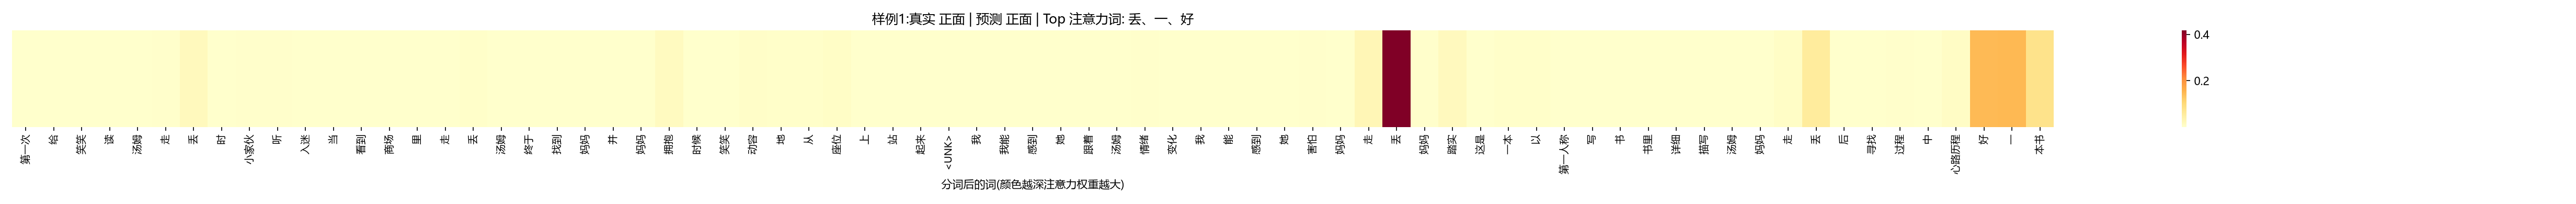 样例1:真实 正面 | 预测 正面 | Top 注意力词: 丢、一、好
0.4
0.2
第一次 给 笑笑 读 汤姆 走 丢 时 小家伙 听 入迷 当 看到 商场 里 走 丢 汤姆 终于 找到 妈妈 并 妈妈 拥抱 时候 笑笑 动容 地 从 座位 上 站 起来 <UNK> 我 我能 感到 她 跟着 汤姆 情绪 变化 我 能 感到 她 害怕 妈妈 走 丢 妈妈 踏实 这是 一本 以 第一人称 写 书 书里 详细 描写 汤姆 妈妈 走 丢 后 寻找 过程 中 心路历程 好 一 本书
分词后的词(颜色越深注意力权重越大)